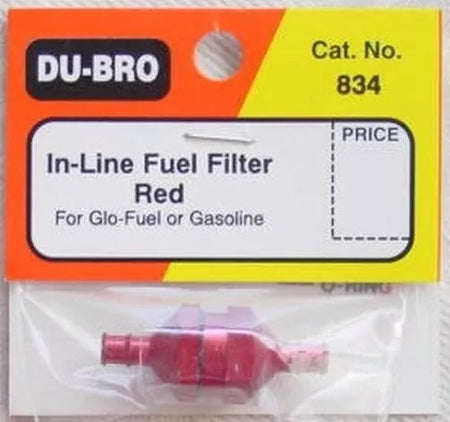 DU-BRO
Cat. No.
834
PRICE
In-Line Fuel Filter
Red
For Glo-Fuel or Gasoline
O-RING